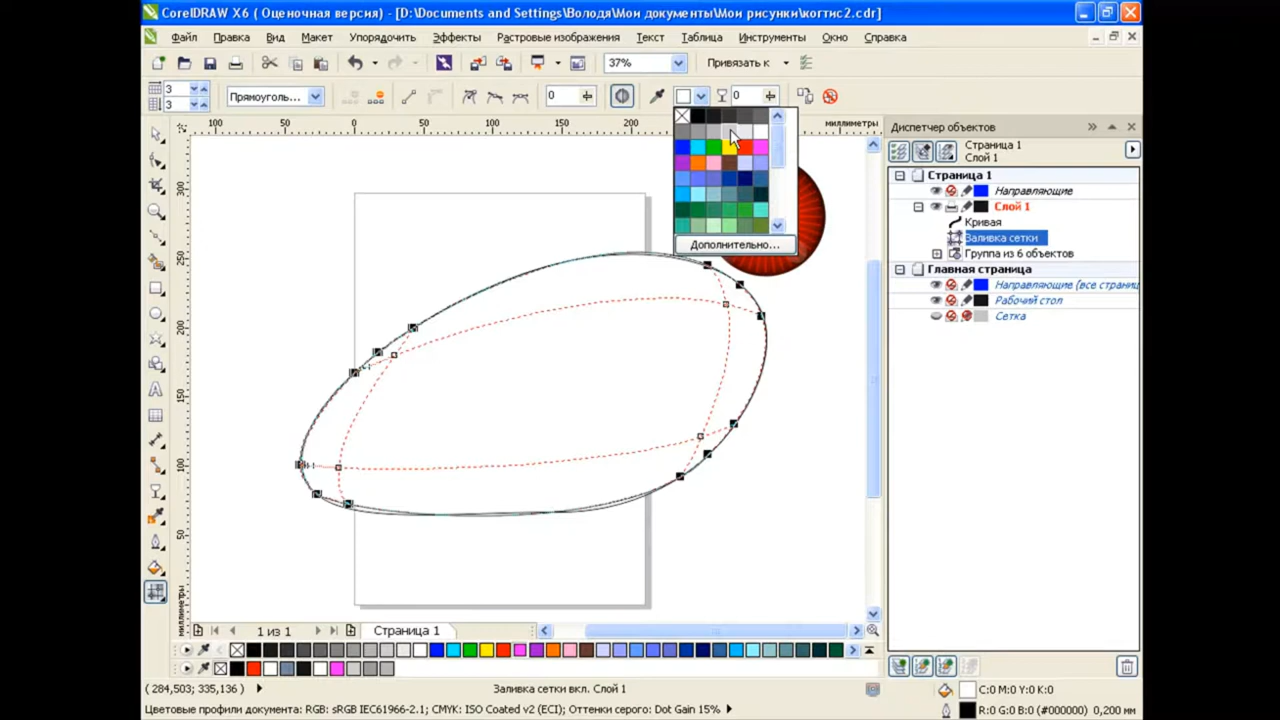 CorelDRAW X6 ( Оценочная версия) - [D:\Documents and Settings\Володя\Мои документы\Мои рисунки\когтис2.cdr]
Файл Правка Вид Макет Упорядочить Эффекты Растровые изображения Текст Таблица Инструменты Окно Справка
37% Привязать к
3
3
Прямоуголь... 0 0
100 50 0 50 100 150 200 миллиметры
300
250
200
150
100
50
миллиметры
Дополнительно...
Диспетчер объектов
Страница 1
Слой 1
Страница 1
Направляющие
Слой 1
Кривая
Заливка сетки
Группа из 6 объектов
Главная страница
Направляющие (все страниц
Рабочий стол
Сетка
1 из 1 Страница 1
( 284,503; 335,136 ) Заливка сетки вкл. Слой 1 C:0 M:0 Y:0 K:0
Цветовые профили документа: RGB: sRGB IEC61966-2.1; CMYK: ISO Coated v2 (ECI); Оттенки серого: Dot Gain 15% R:0 G:0 B:0 (#000000) 0,200 мм